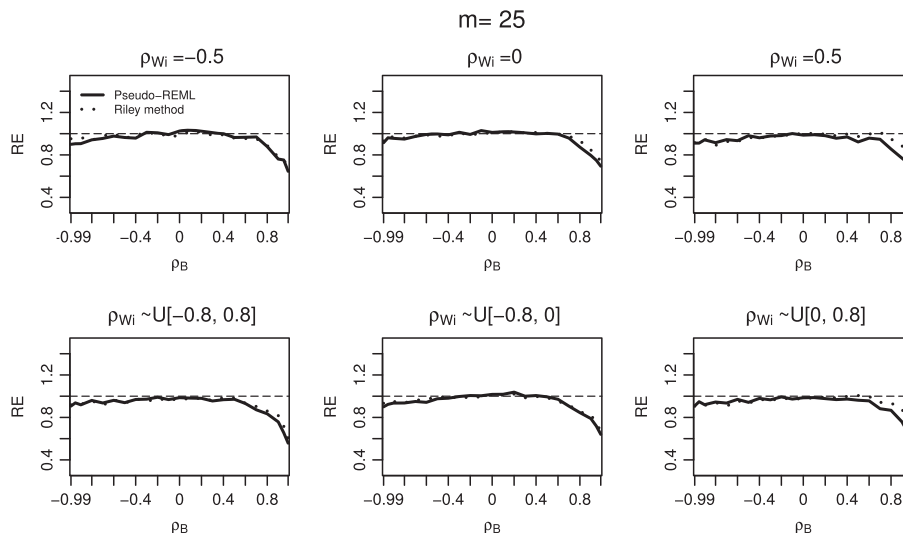 m= 25
ρWi =−0.5
Pseudo−REML
Riley method
RE
0.4 0.8 1.2
-0.99 −0.4 0 0.4 0.8
ρB
ρWi =0
RE
0.4 0.8 1.2
-0.99 −0.4 0 0.4 0.8
ρB
ρWi =0.5
RE
0.4 0.8 1.2
-0.99 −0.4 0 0.4 0.8
ρB
ρWi ~U[−0.8, 0.8]
RE
0.4 0.8 1.2
-0.99 −0.4 0 0.4 0.8
ρB
ρWi ~U[−0.8, 0]
RE
0.4 0.8 1.2
-0.99 −0.4 0 0.4 0.8
ρB
ρWi ~U[0, 0.8]
RE
0.4 0.8 1.2
-0.99 −0.4 0 0.4 0.8
ρB